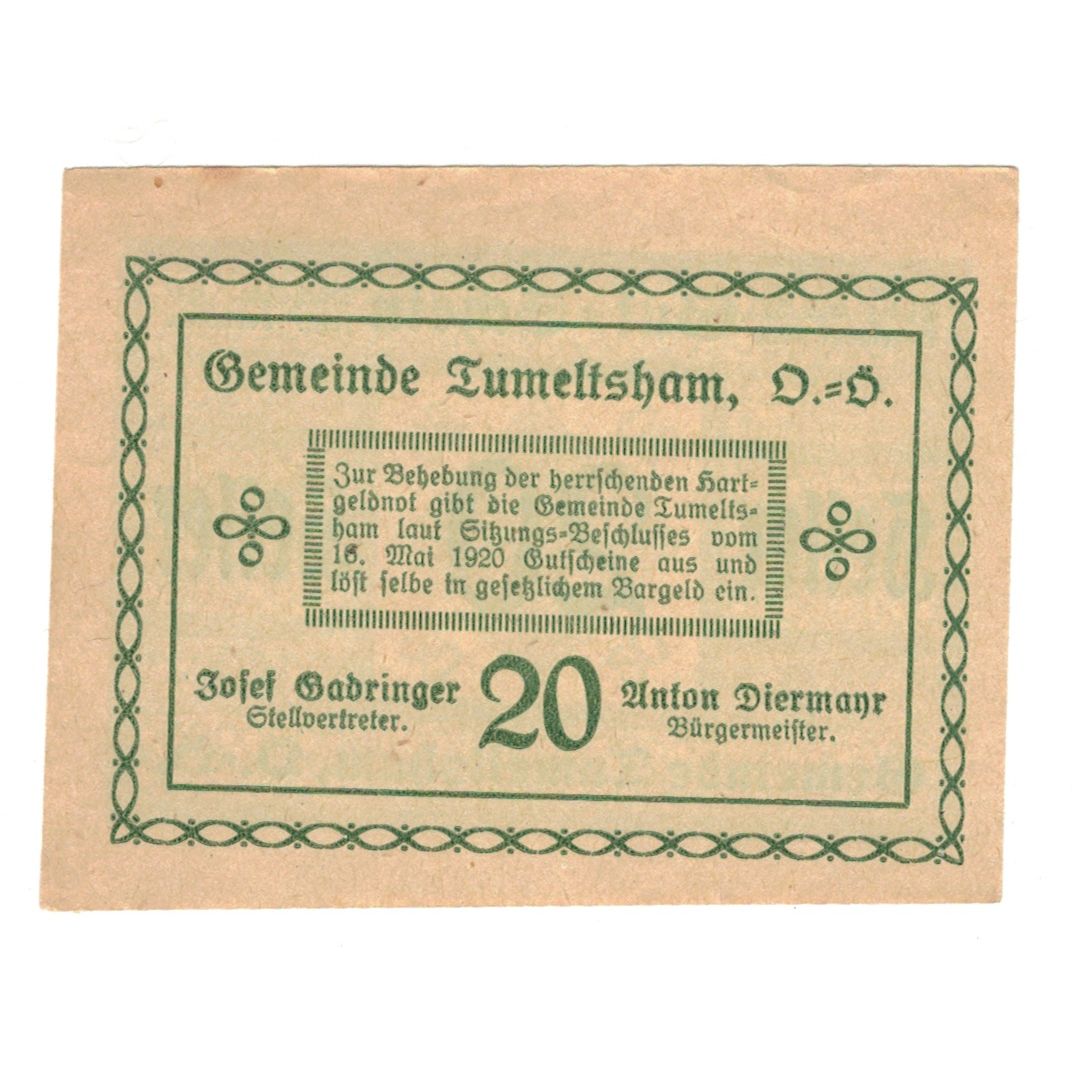 Gemeinde Tumeltsham, O.=Ö.
Zur Behebung der herrschenden Hart=
geldnot gibt die Gemeinde Tumelts=
ham laut Sitzungs=Beschlusses vom
16. Mai 1920 Gutscheine aus und
löst selbe in gesetzlichem Bargeld ein.
Josef Gadringer 20 Anton Diermayr
Stellvertreter. Bürgermeister.